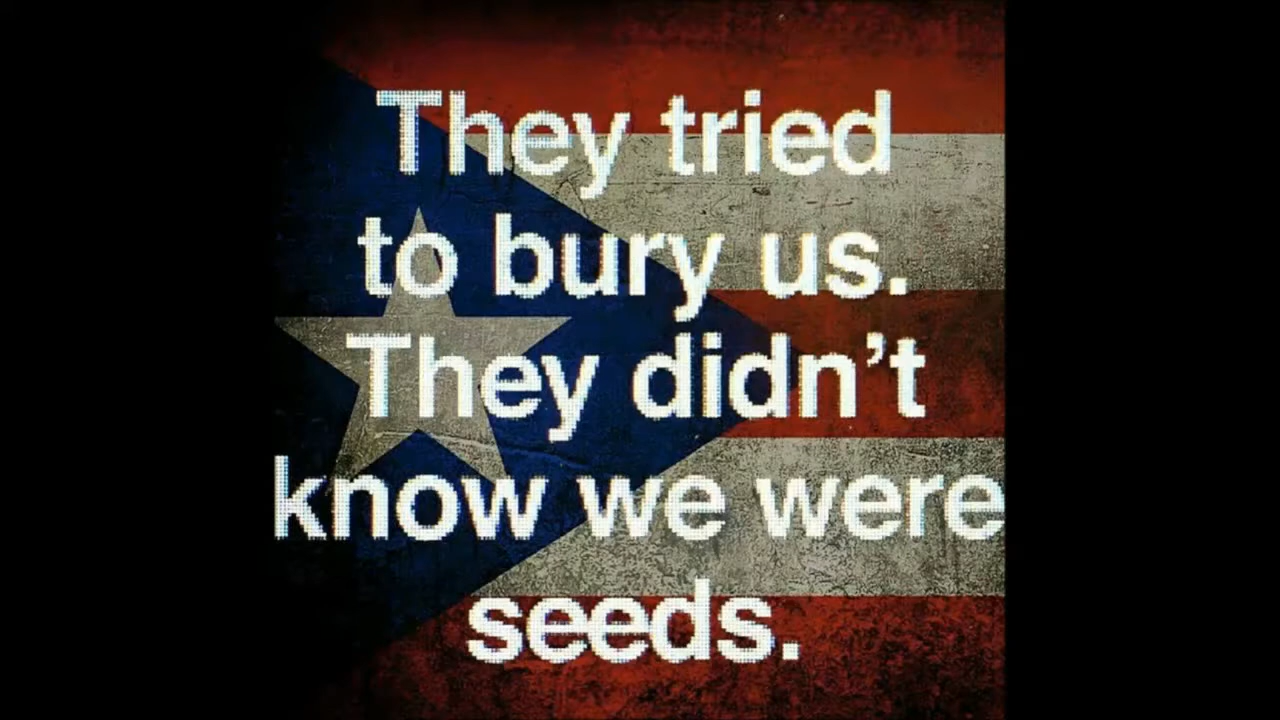 They tried
to bury us.
They didn’t
know we were
seeds.